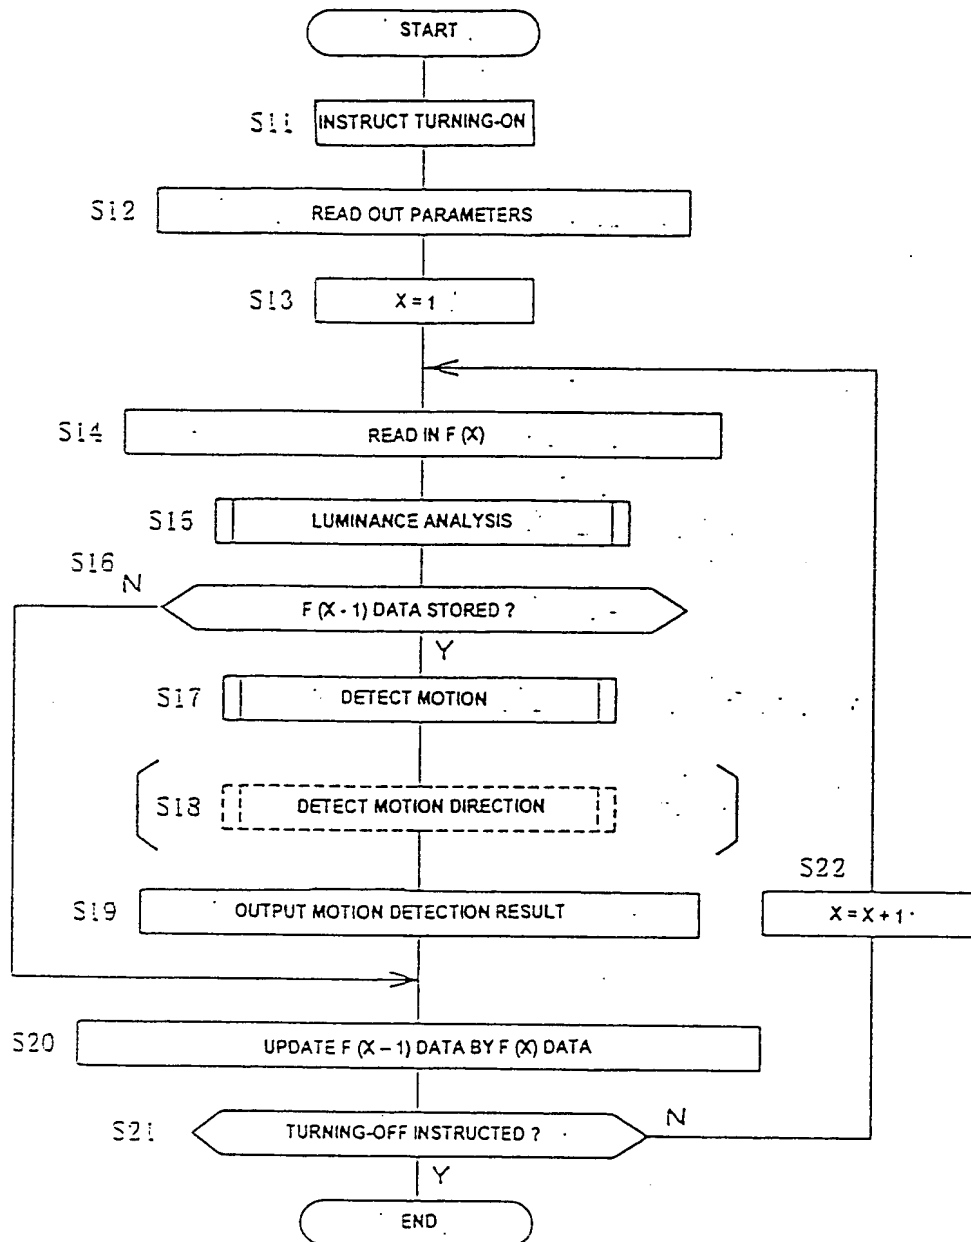 START
S11 INSTRUCT TURNING-ON
S12 READ OUT PARAMETERS
S13 X = 1
S14 READ IN F (X)
S15 LUMINANCE ANALYSIS
S16
N
F (X - 1) DATA STORED ?
Y
S17 DETECT MOTION
S18 DETECT MOTION DIRECTION
S22
S19 OUTPUT MOTION DETECTION RESULT
X = X + 1
S20 UPDATE F (X – 1) DATA BY F (X) DATA
S21 TURNING-OFF INSTRUCTED ?
N
Y
END